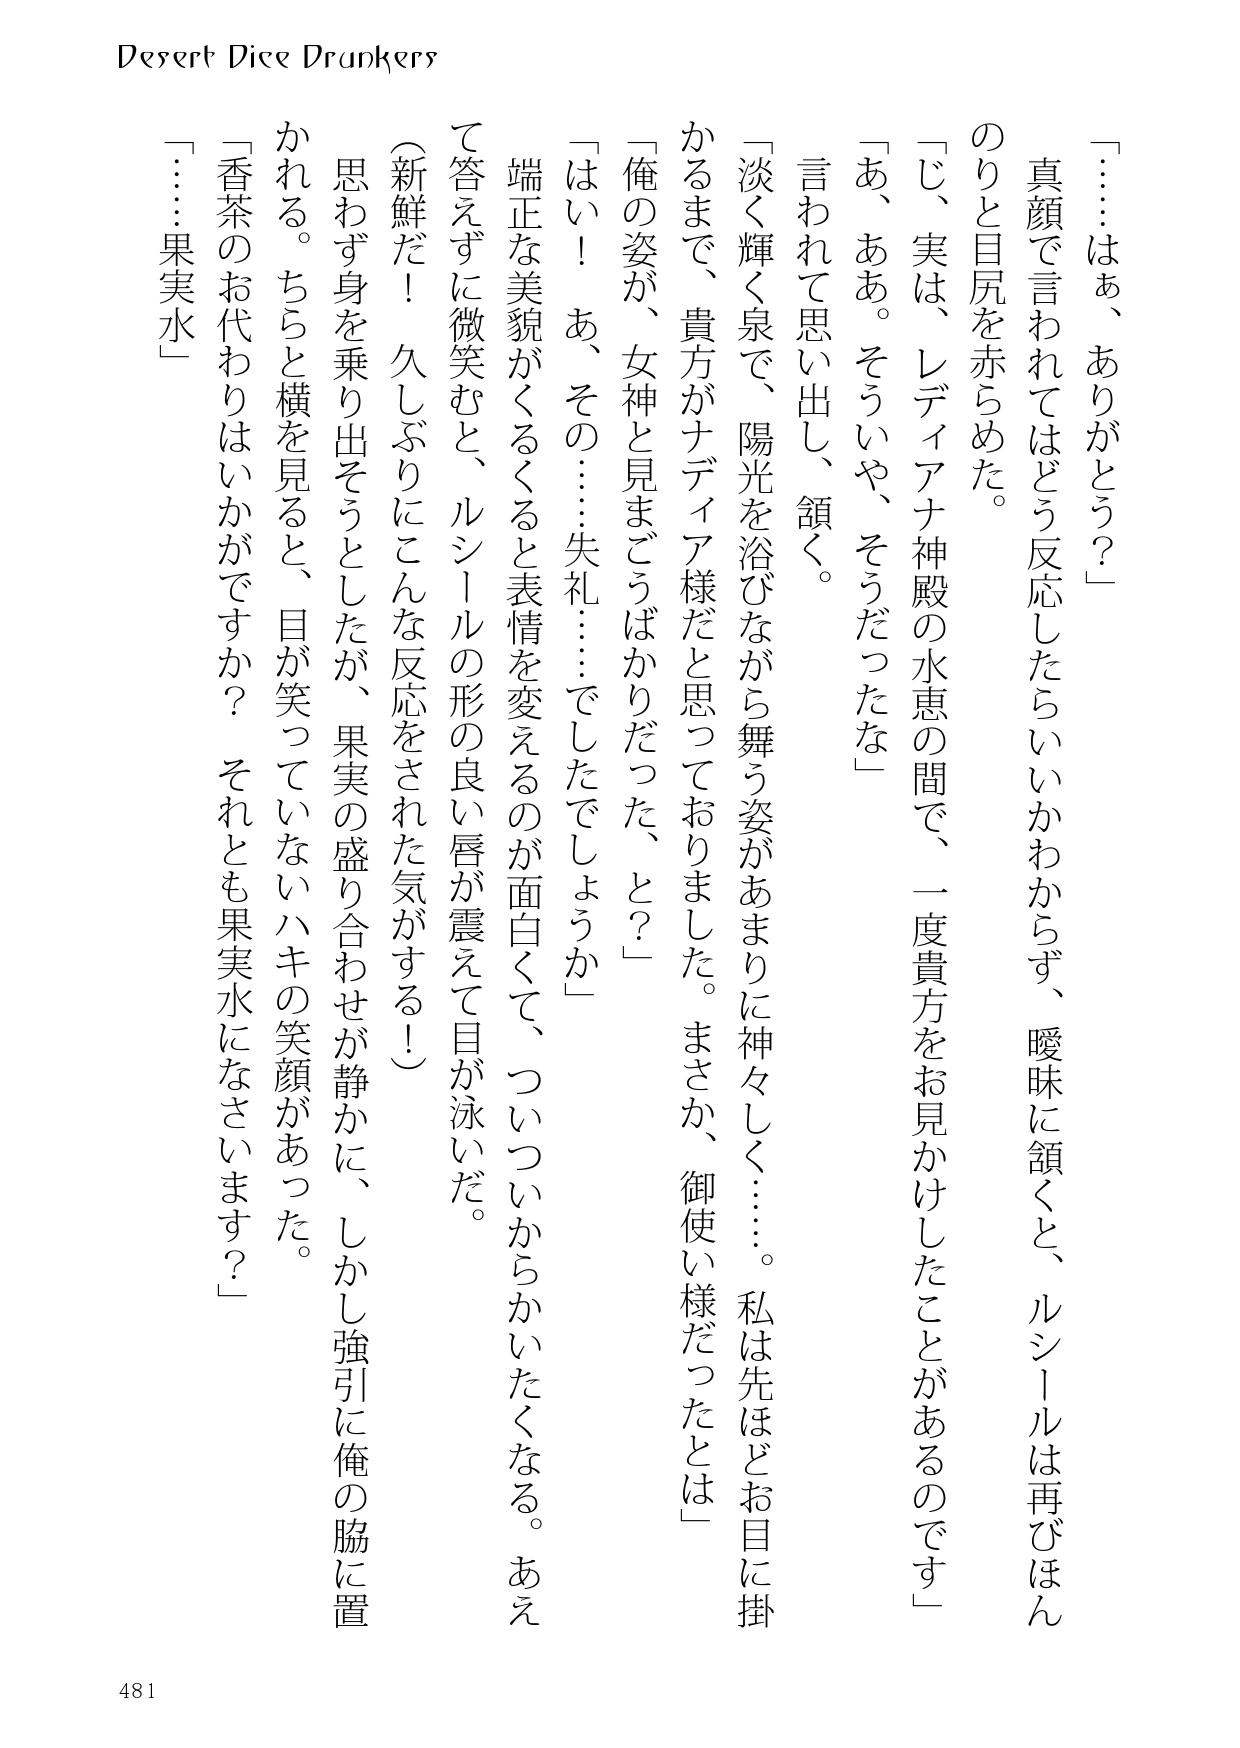 Desert Dice Drunkers
「……はぁ、ありがとう？」
　真顔で言われてはどう反応したらいいかわからず、曖昧に頷くと、ルシールは再びほん
のりと目尻を赤らめた。
「じ、実は、レディアナ神殿の水恵の間で、一度貴方をお見かけしたことがあるのです」
「あ、ああ。そういや、そうだったな」
　言われて思い出し、頷く。
「淡く輝く泉で、陽光を浴びながら舞う姿があまりに神々しく……。私は先ほどお目に掛
かるまで、貴方がナディア様だと思っておりました。まさか、御使い様だったとは」
「俺の姿が、女神と見まごうばかりだった、と？」
「はい！　あ、その……失礼……でしたでしょうか」
　端正な美貌がくるくると表情を変えるのが面白くて、ついついからかいたくなる。あえ
て答えずに微笑むと、ルシールの形の良い唇が震えて目が泳いだ。
（新鮮だ！　久しぶりにこんな反応をされた気がする！）
　思わず身を乗り出そうとしたが、果実の盛り合わせが静かに、しかし強引に俺の脇に置
かれる。ちらと横を見ると、目が笑っていないハキの笑顔があった。
「香茶のお代わりはいかがですか？　それとも果実水になさいます？」
「……果実水」
481